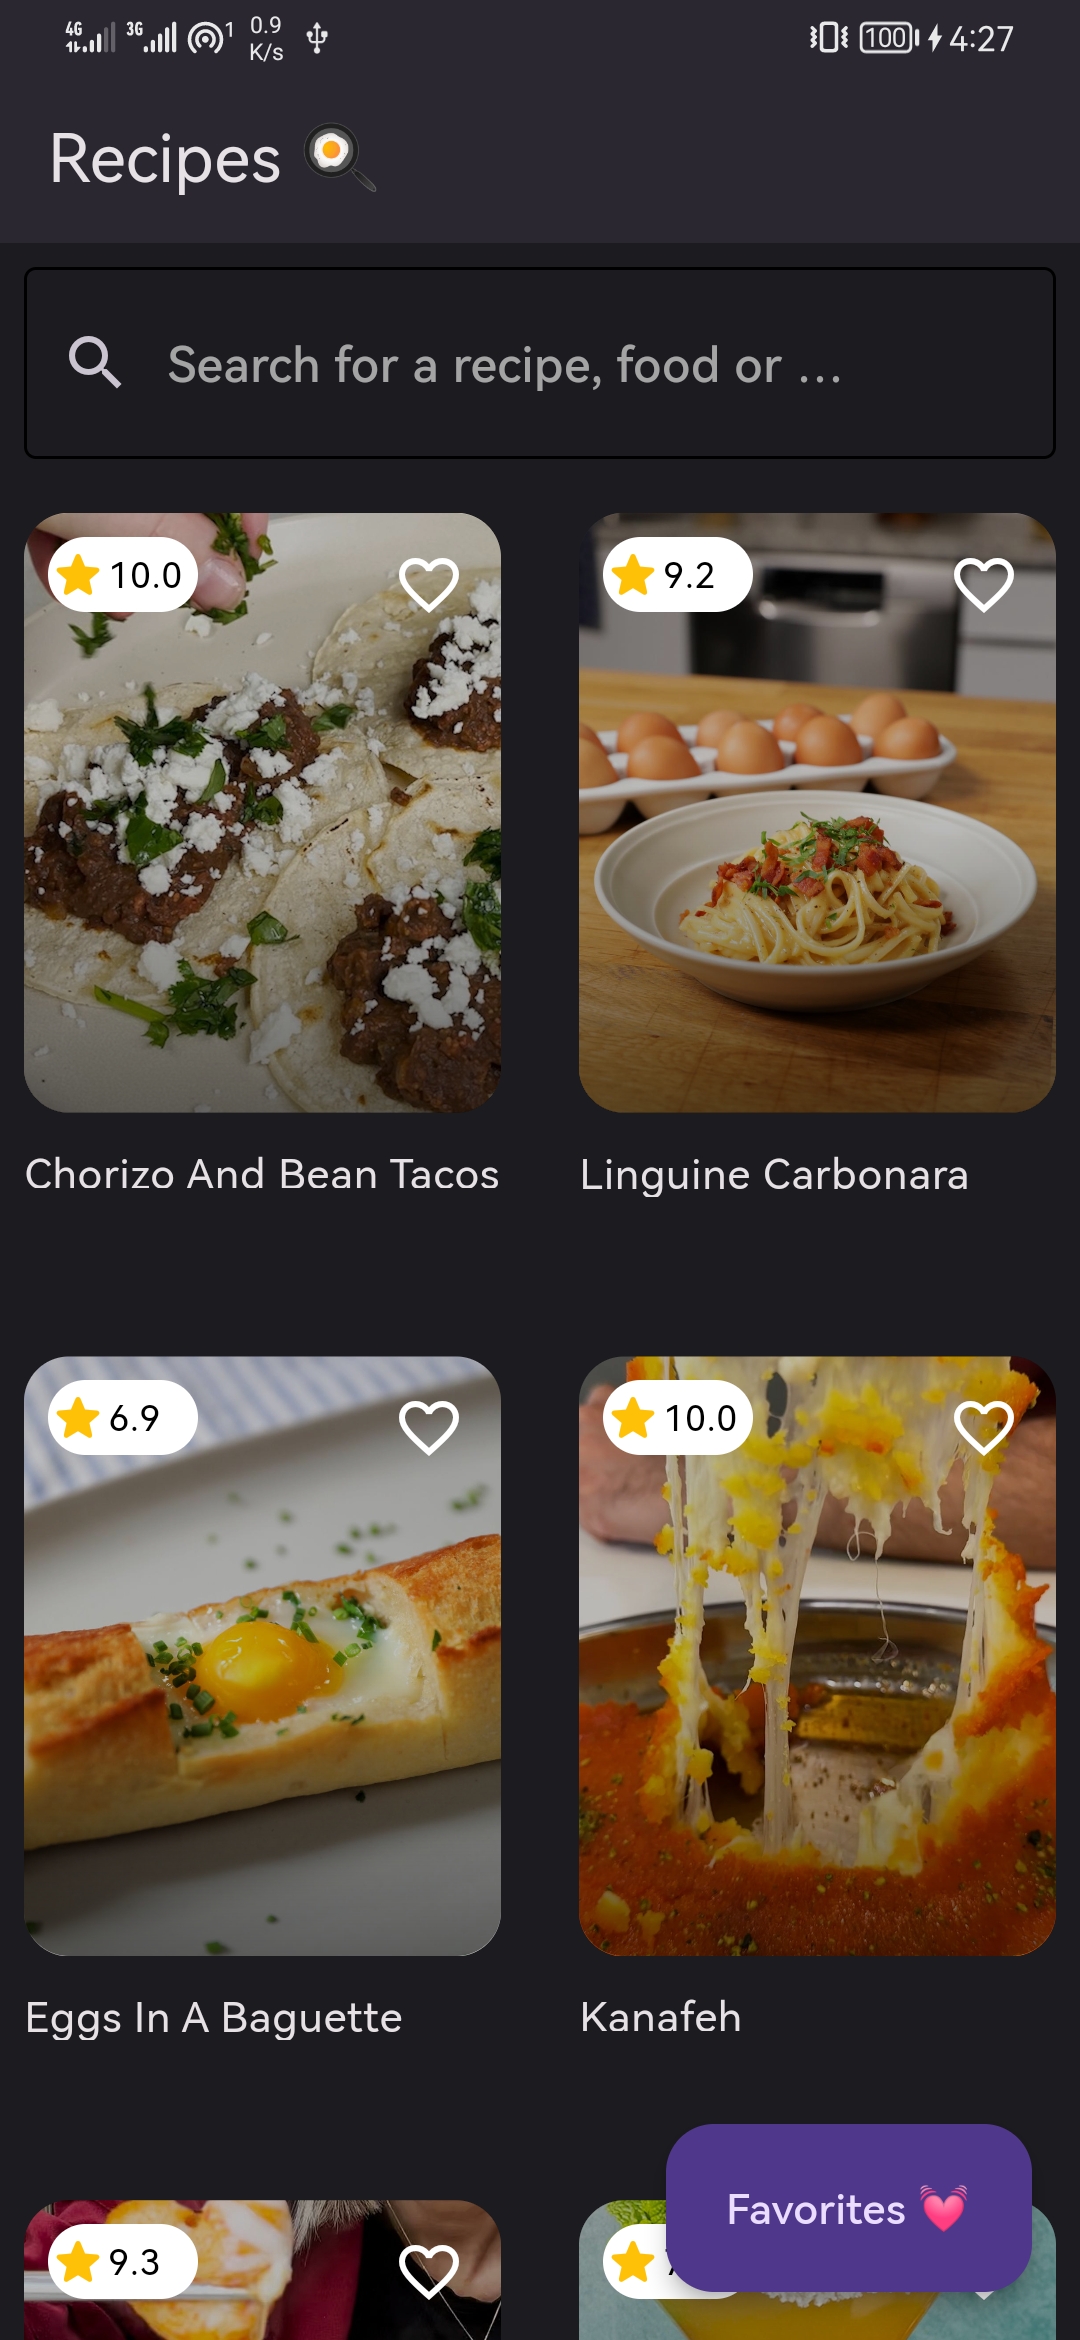 4G 3G 1 0.9 K/s 100 4:27
Recipes 🍳
Search for a recipe, food or ...
10.0 9.2
Chorizo And Bean Tacos Linguine Carbonara
6.9 10.0
Eggs In A Baguette Kanafeh
Favorites 💓
9.3